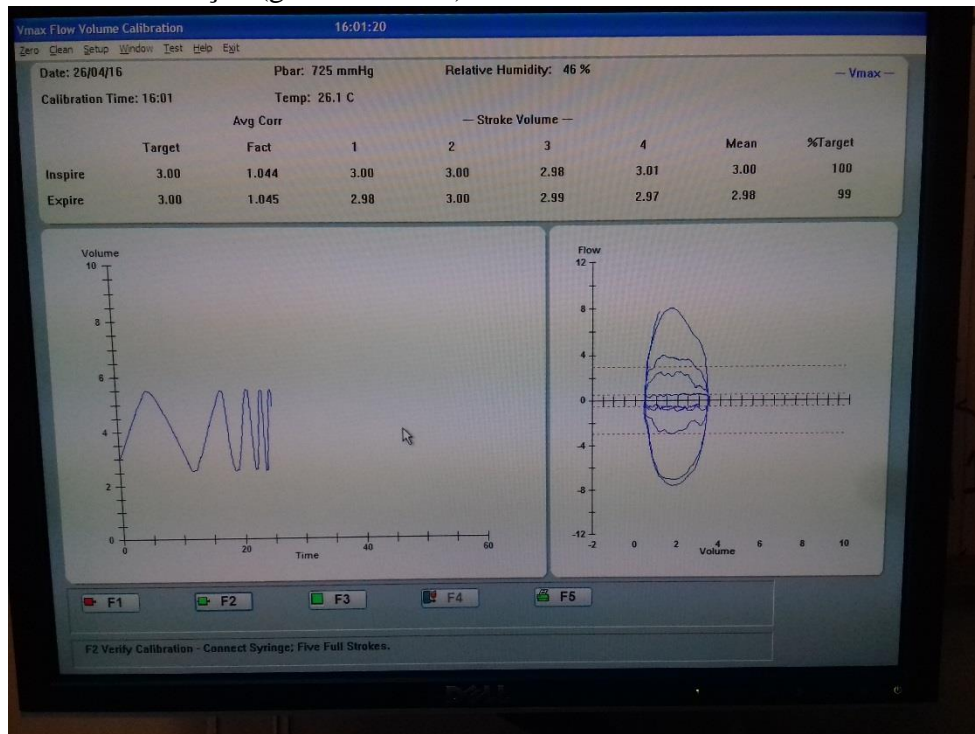 Vmax Flow Volume Calibration 16:01:20
Zero Clean Setup Window Test Help Exit
Date: 26/04/16 Pbar: 725 mmHg Relative Humidity: 46 % — Vmax —
Calibration Time: 16:01 Temp: 26.1 C
Avg Corr — Stroke Volume —
Target Fact 1 2 3 4 Mean %Target
Inspire 3.00 1.044 3.00 3.00 2.98 3.01 3.00 100
Expire 3.00 1.045 2.98 3.00 2.99 2.97 2.98 99
Volume
10
8
6
4
2
0
0 20 40 60
Time
Flow
12
8
4
0
-4
-8
-12
-2 0 2 4 6 8 10
Volume
F1 F2 F3 F4 F5
F2 Verify Calibration - Connect Syringe; Five Full Strokes.
DELL